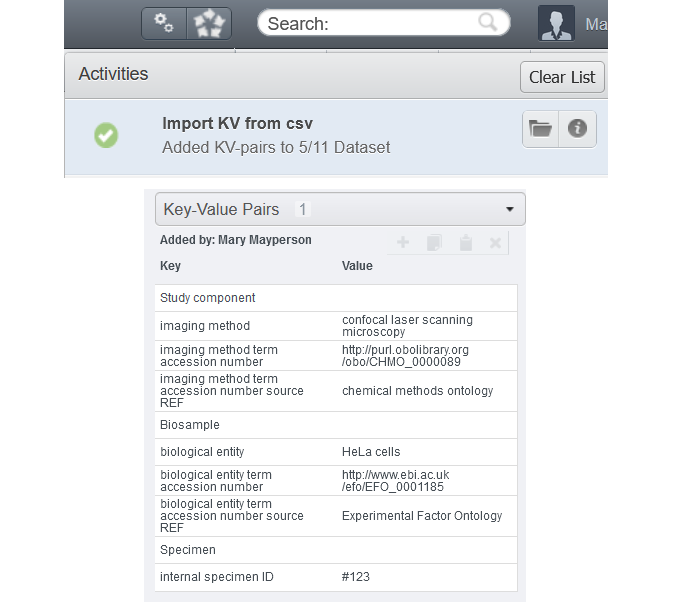 Search:
Ma
Activities
Clear List
Import KV from csv
Added KV-pairs to 5/11 Dataset
Key-Value Pairs 1
Added by: Mary Mayperson
Key Value
Study component
imaging method confocal laser scanning
microscopy
imaging method term http://purl.obolibrary.org
accession number /obo/CHMO_0000089
imaging method term
accession number source chemical methods ontology
REF
Biosample
biological entity HeLa cells
biological entity term http://www.ebi.ac.uk
accession number /efo/EFO_0001185
biological entity term
accession number source Experimental Factor Ontology
REF
Specimen
internal specimen ID #123